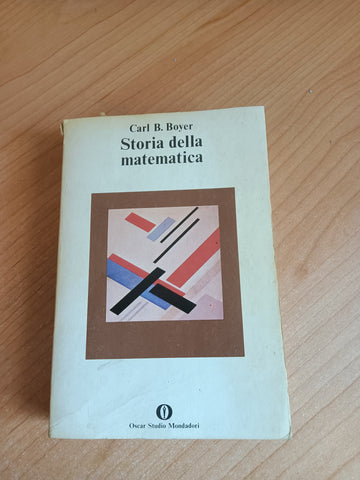 Carl B. Boyer
Storia della
matematica
Oscar Studio Mondadori